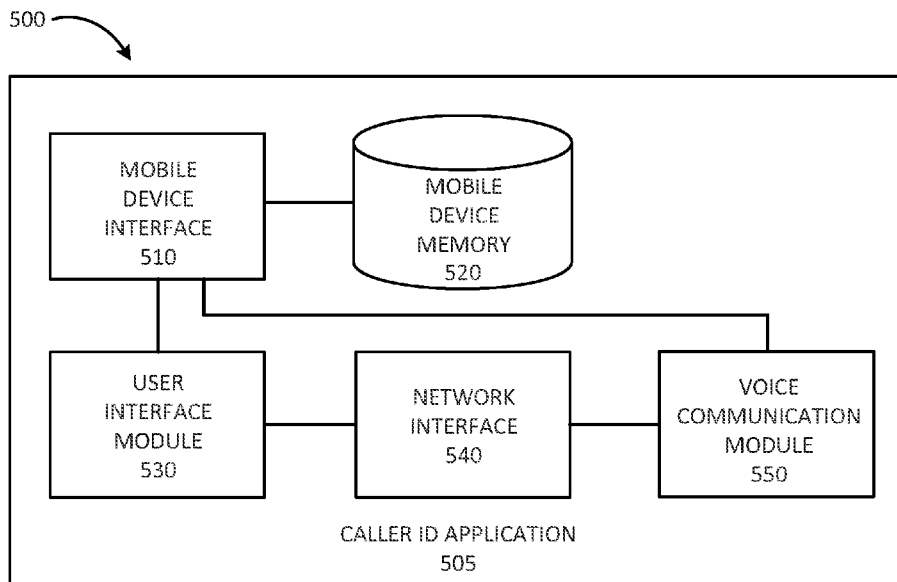 500
MOBILE
DEVICE
INTERFACE
510
MOBILE
DEVICE
MEMORY
520
USER
INTERFACE
MODULE
530
NETWORK
INTERFACE
540
VOICE
COMMUNICATION
MODULE
550
CALLER ID APPLICATION
505